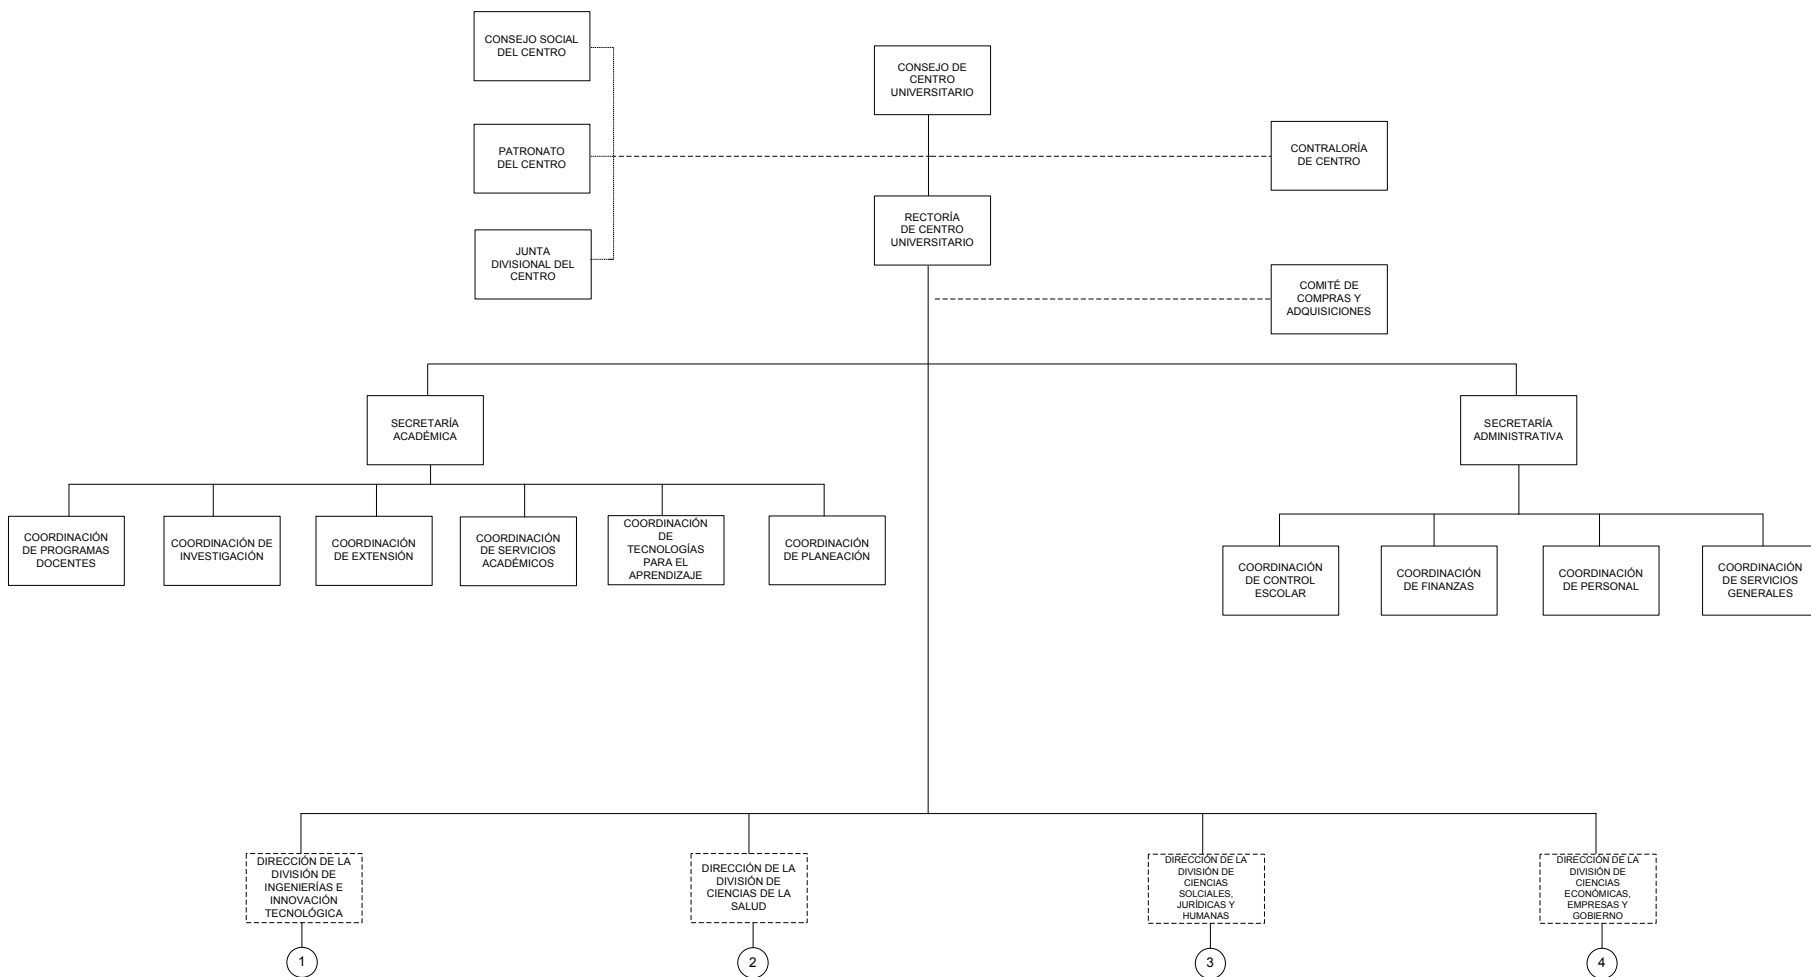 CONSEJO SOCIAL
DEL CENTRO
CONSEJO DE
CENTRO
UNIVERSITARIO
PATRONATO
DEL CENTRO
CONTRALORÍA
DE CENTRO
RECTORÍA
DE CENTRO
UNIVERSITARIO
JUNTA
DIVISIONAL DEL
CENTRO
COMITÉ DE
COMPRAS Y
ADQUISICIONES
SECRETARÍA
ACADÉMICA
SECRETARÍA
ADMINISTRATIVA
COORDINACIÓN
DE PROGRAMAS
DOCENTES
COORDINACIÓN DE
INVESTIGACIÓN
COORDINACIÓN
DE EXTENSIÓN
COORDINACIÓN
DE SERVICIOS
ACADÉMICOS
COORDINACIÓN
DE
TECNOLOGÍAS
PARA EL
APRENDIZAJE
COORDINACIÓN
DE PLANEACIÓN
COORDINACIÓN
DE CONTROL
ESCOLAR
COORDINACIÓN
DE FINANZAS
COORDINACIÓN
DE PERSONAL
COORDINACIÓN
DE SERVICIOS
GENERALES
DIRECCIÓN DE LA
DIVISIÓN DE
INGENIERÍAS E
INNOVACIÓN
TECNOLÓGICA
DIRECCIÓN DE LA
DIVISIÓN DE
CIENCIAS DE LA
SALUD
DIRECCIÓN DE LA
DIVISIÓN DE
CIENCIAS
SOLCIALES,
JURÍDICAS Y
HUMANAS
DIRECCIÓN DE LA
DIVISIÓN DE
CIENCIAS
ECONÓMICAS,
EMPRESAS Y
GOBIERNO
1
2
3
4